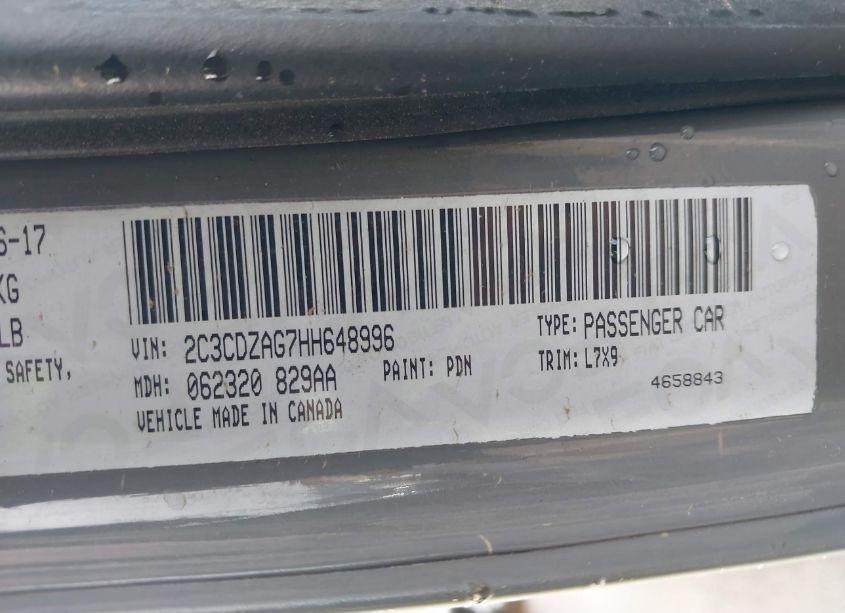 6-17
KG
LB
SAFETY,
VIN: 2C3CDZAG7HH648996
TYPE: PASSENGER CAR
MDH: 062320 829AA
PAINT: PDN
TRIM: L7X9
VEHICLE MADE IN CANADA
4658843